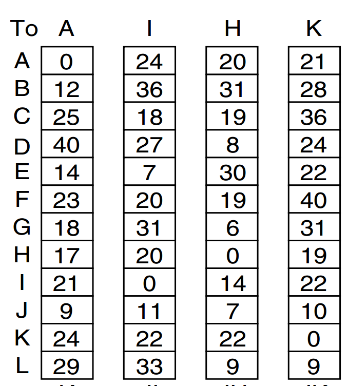 To A I H K
A 0 24 20 21
B 12 36 31 28
C 25 18 19 36
D 40 27 8 24
E 14 7 30 22
F 23 20 19 40
G 18 31 6 31
H 17 20 0 19
I 21 0 14 22
J 9 11 7 10
K 24 22 22 0
L 29 33 9 9